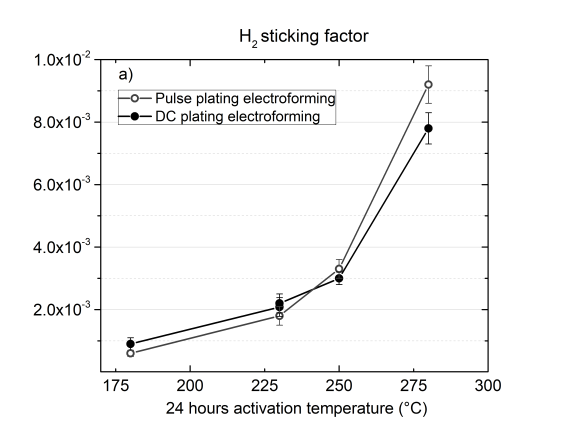 H₂ sticking factor
1.0x10⁻²
a)
Pulse plating electroforming
DC plating electroforming
8.0x10⁻³
6.0x10⁻³
4.0x10⁻³
2.0x10⁻³
175 200 225 250 275 300
24 hours activation temperature (°C)